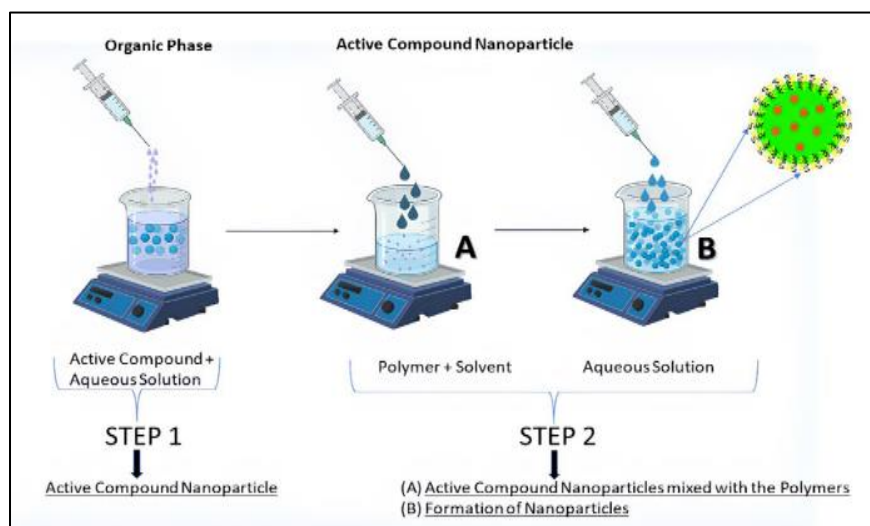 Organic Phase
Active Compound Nanoparticle
A
B
Active Compound +
Aqueous Solution
Polymer + Solvent
Aqueous Solution
STEP 1
STEP 2
Active Compound Nanoparticle
(A) Active Compound Nanoparticles mixed with the Polymers
(B) Formation of Nanoparticles